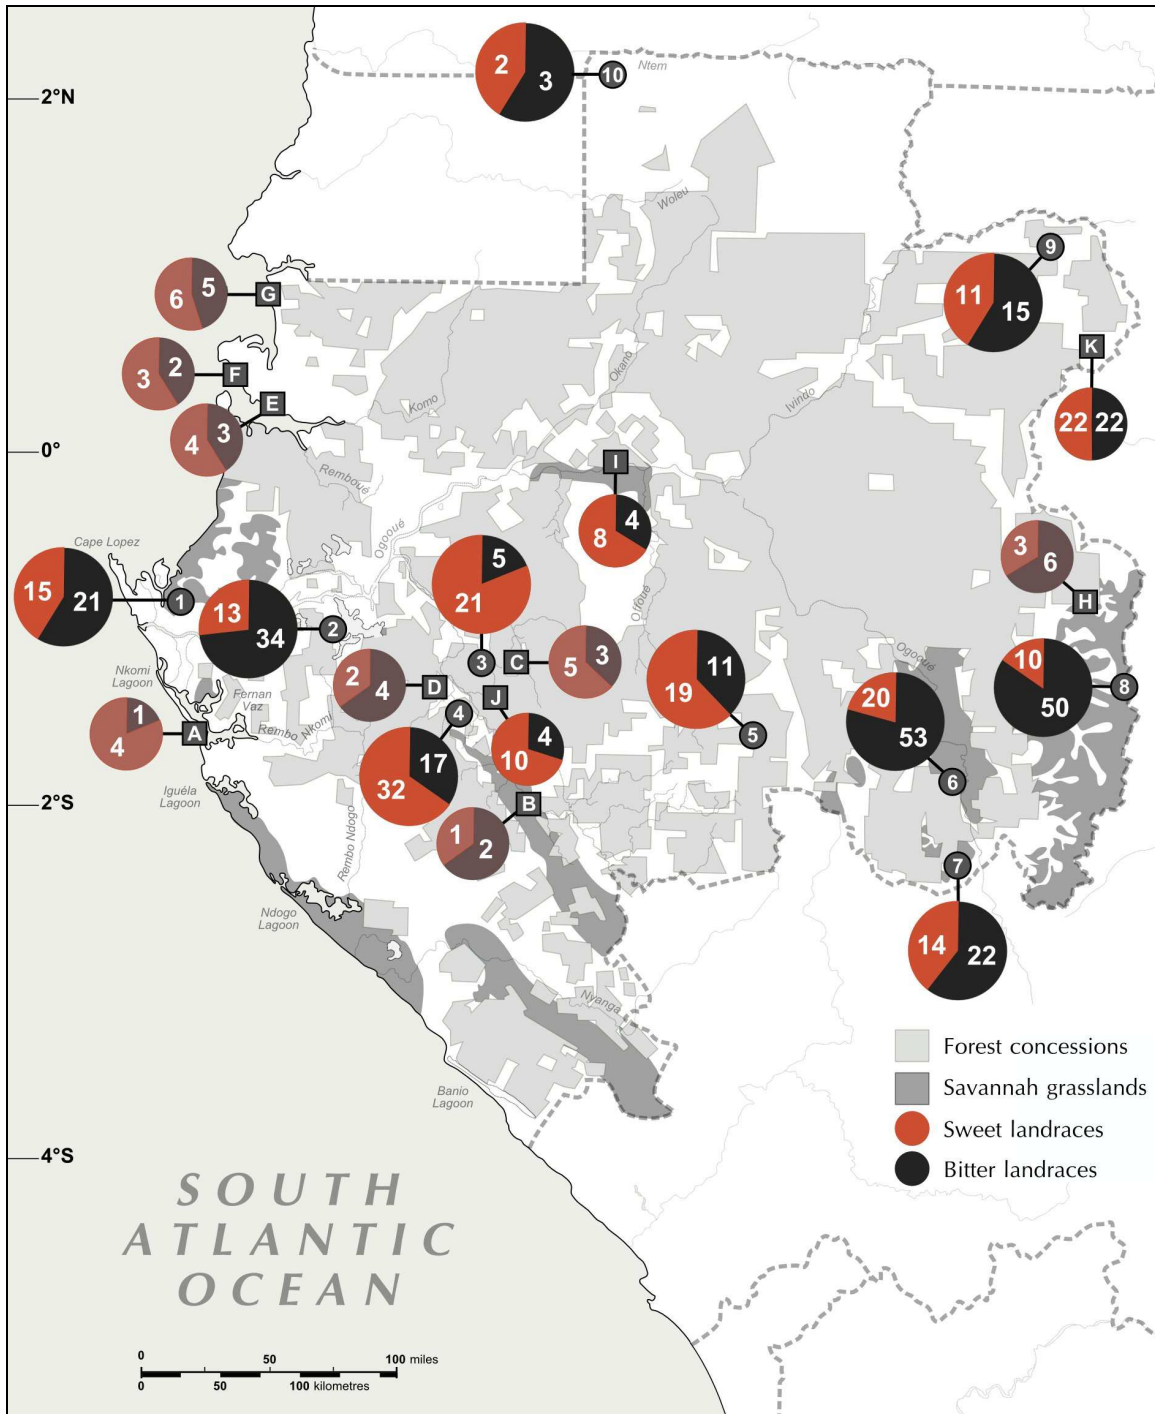 2
3
10
Ntem
2°N
Woleu
9
11
15
6
5
G
K
3
2
F
Okano
Ivindo
22
22
E
4
3
Komo
0°
I
Remboué
Ogooué
8
4
3
6
H
Cape Lopez
15
21
1
13
34
2
5
21
3
Offoué
C
5
3
11
19
5
Ogooué
20
53
6
10
50
8
Nkomi
Lagoon
Fernan
Vaz
Rembo Nkomi
1
4
A
2
4
D
J
4
17
32
4
10
B
1
2
2°S
Iguéla
Lagoon
Rembo Ndogo
7
14
22
Ndogo
Lagoon
Nyanga
Banio
Lagoon
Forest concessions
Savannah grasslands
Sweet landraces
Bitter landraces
4°S
SOUTH
ATLANTIC
OCEAN
0 50 100 miles
0 50 100 kilometres